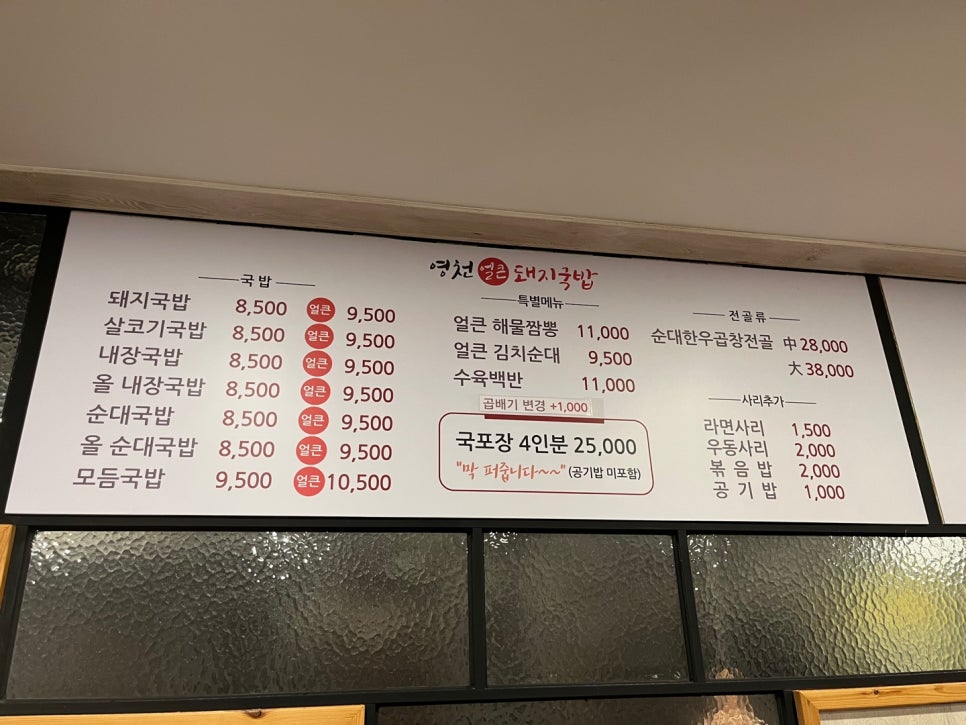 영천 얼큰 돼지국밥
국밥
돼지국밥 8,500 얼큰 9,500
살코기국밥 8,500 얼큰 9,500
내장국밥 8,500 얼큰 9,500
올 내장국밥 8,500 얼큰 9,500
순대국밥 8,500 얼큰 9,500
올 순대국밥 8,500 얼큰 9,500
모듬국밥 9,500 얼큰 10,500
특별메뉴
얼큰 해물짬뽕 11,000
얼큰 김치순대 9,500
수육백반 11,000
곱배기 변경 +1,000
국포장 4인분 25,000
"막 퍼줍니다~~" (공기밥 미포함)
전골류
순대한우곱창전골 中 28,000
大 38,000
사리추가
라면사리 1,500
우동사리 2,000
볶음밥 2,000
공기밥 1,000